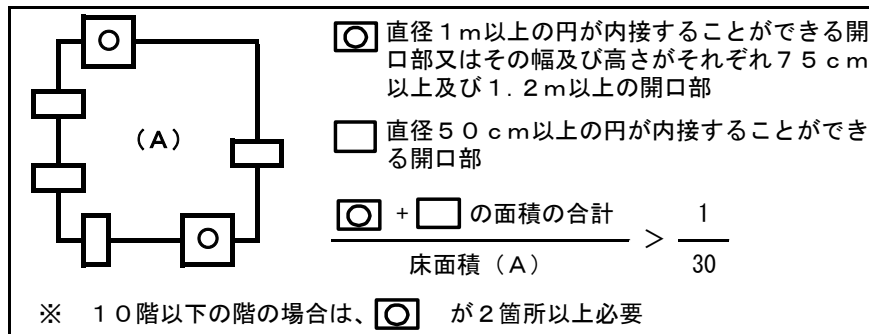 直径１ｍ以上の円が内接することができる開
口部又はその幅及び高さがそれぞれ７５ｃｍ
以上及び１．２ｍ以上の開口部
（Ａ）
直径５０ｃｍ以上の円が内接することができ
る開口部
＋ の面積の合計
床面積（Ａ）
＞
1
30
※ １０階以下の階の場合は、 が２箇所以上必要